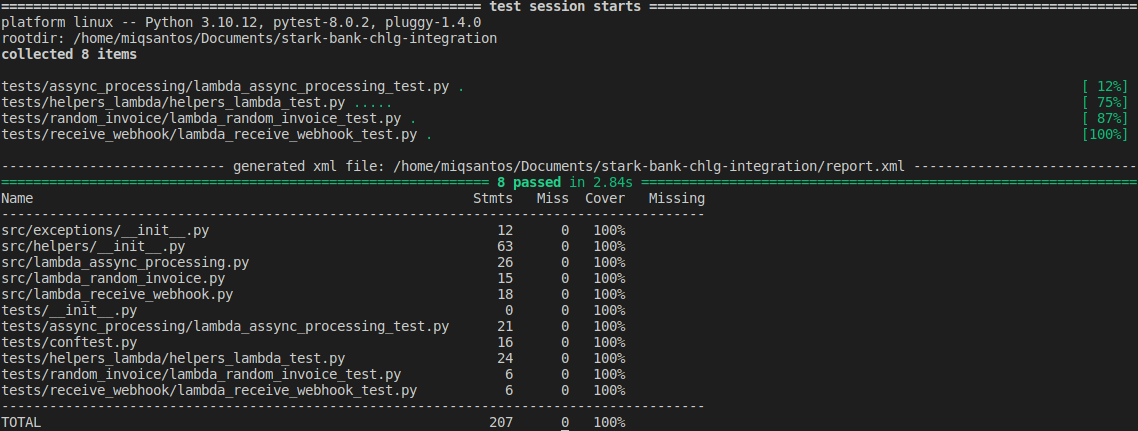 ============================================================ test session starts =============================================================
platform linux -- Python 3.10.12, pytest-8.0.2, pluggy-1.4.0
rootdir: /home/miqsantos/Documents/stark-bank-chlg-integration
collected 8 items
tests/assync_processing/lambda_assync_processing_test.py . [ 12%]
tests/helpers_lambda/helpers_lambda_test.py ..... [ 75%]
tests/random_invoice/lambda_random_invoice_test.py . [ 87%]
tests/receive_webhook/lambda_receive_webhook_test.py . [100%]
---------------------------- generated xml file: /home/miqsantos/Documents/stark-bank-chlg-integration/report.xml ----------------------------
============================================================= 8 passed in 2.84s ==============================================================
Name Stmts Miss Cover Missing
----------------------------------------------------------------------------------------
src/exceptions/__init__.py 12 0 100%
src/helpers/__init__.py 63 0 100%
src/lambda_assync_processing.py 26 0 100%
src/lambda_random_invoice.py 15 0 100%
src/lambda_receive_webhook.py 18 0 100%
tests/__init__.py 0 0 100%
tests/assync_processing/lambda_assync_processing_test.py 21 0 100%
tests/conftest.py 16 0 100%
tests/helpers_lambda/helpers_lambda_test.py 24 0 100%
tests/random_invoice/lambda_random_invoice_test.py 6 0 100%
tests/receive_webhook/lambda_receive_webhook_test.py 6 0 100%
----------------------------------------------------------------------------------------
TOTAL 207 0 100%